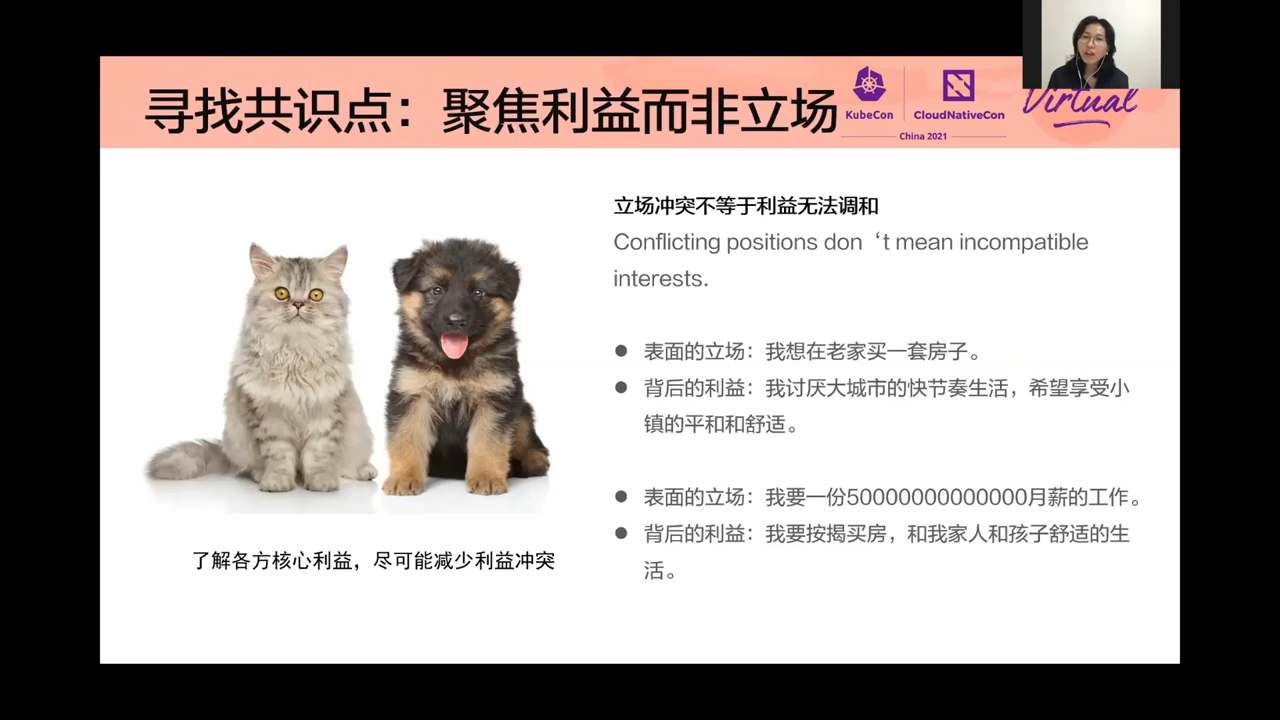 寻找共识点：聚焦利益而非立场
KubeCon
CloudNativeCon
China 2021
Virtual
立场冲突不等于利益无法调和
Conflicting positions don‘t mean incompatible
interests.
● 表面的立场：我想在老家买一套房子。
● 背后的利益：我讨厌大城市的快节奏生活，希望享受小
镇的平和和舒适。
● 表面的立场：我要一份50000000000000月薪的工作。
● 背后的利益：我要按揭买房，和我家人和孩子舒适的生
活。
了解各方核心利益，尽可能减少利益冲突